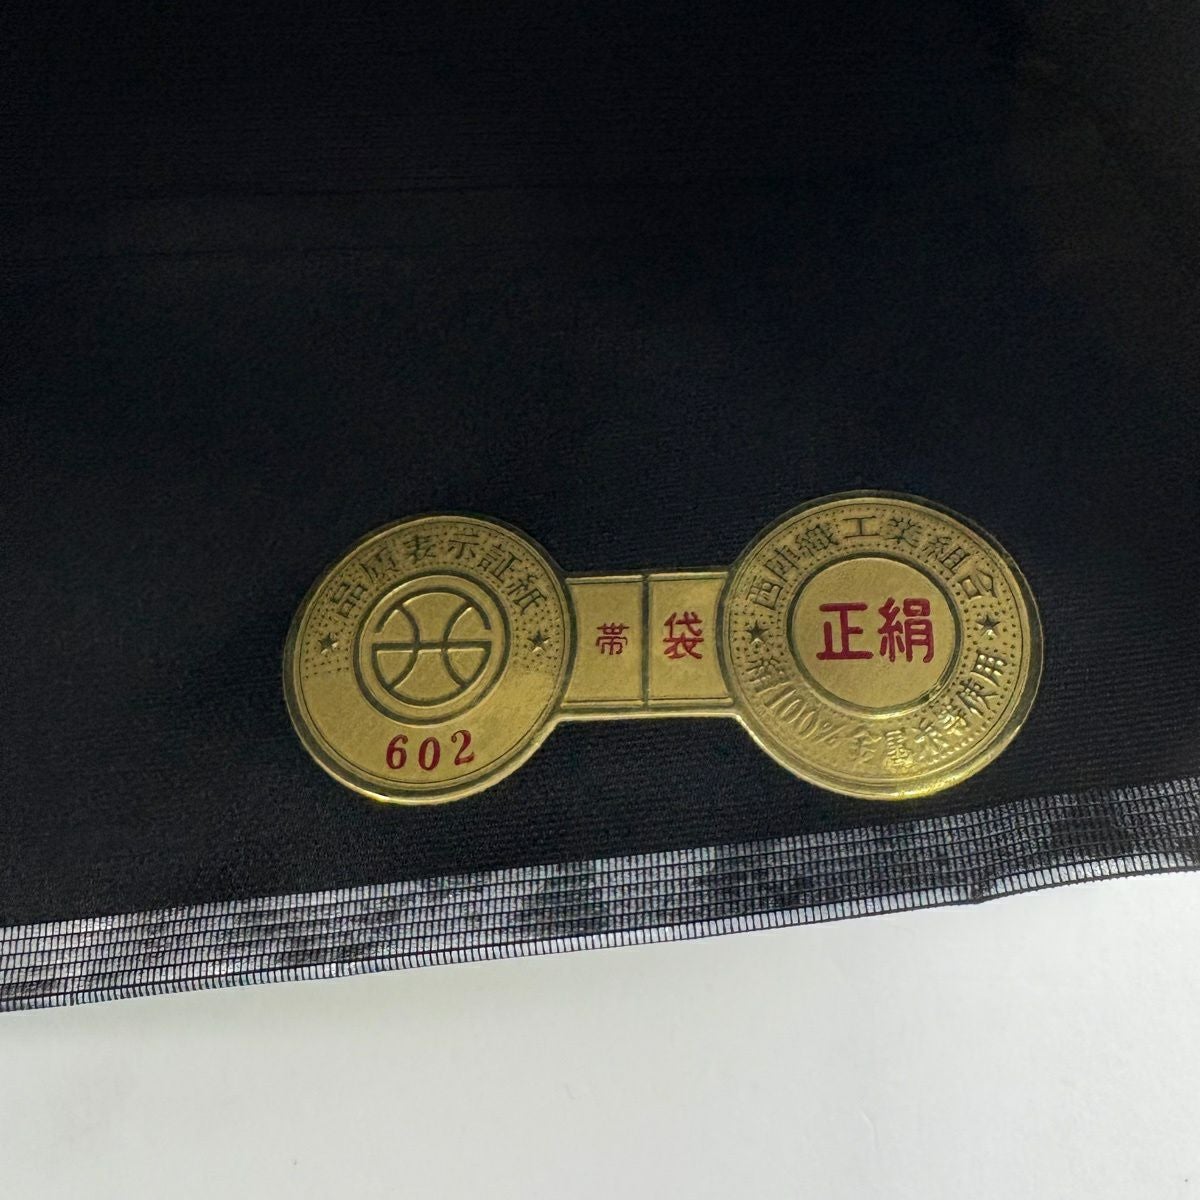 品質表示証紙
602
帯
袋
西陣織工業組合
正絹
絹100% 金属糸等使用